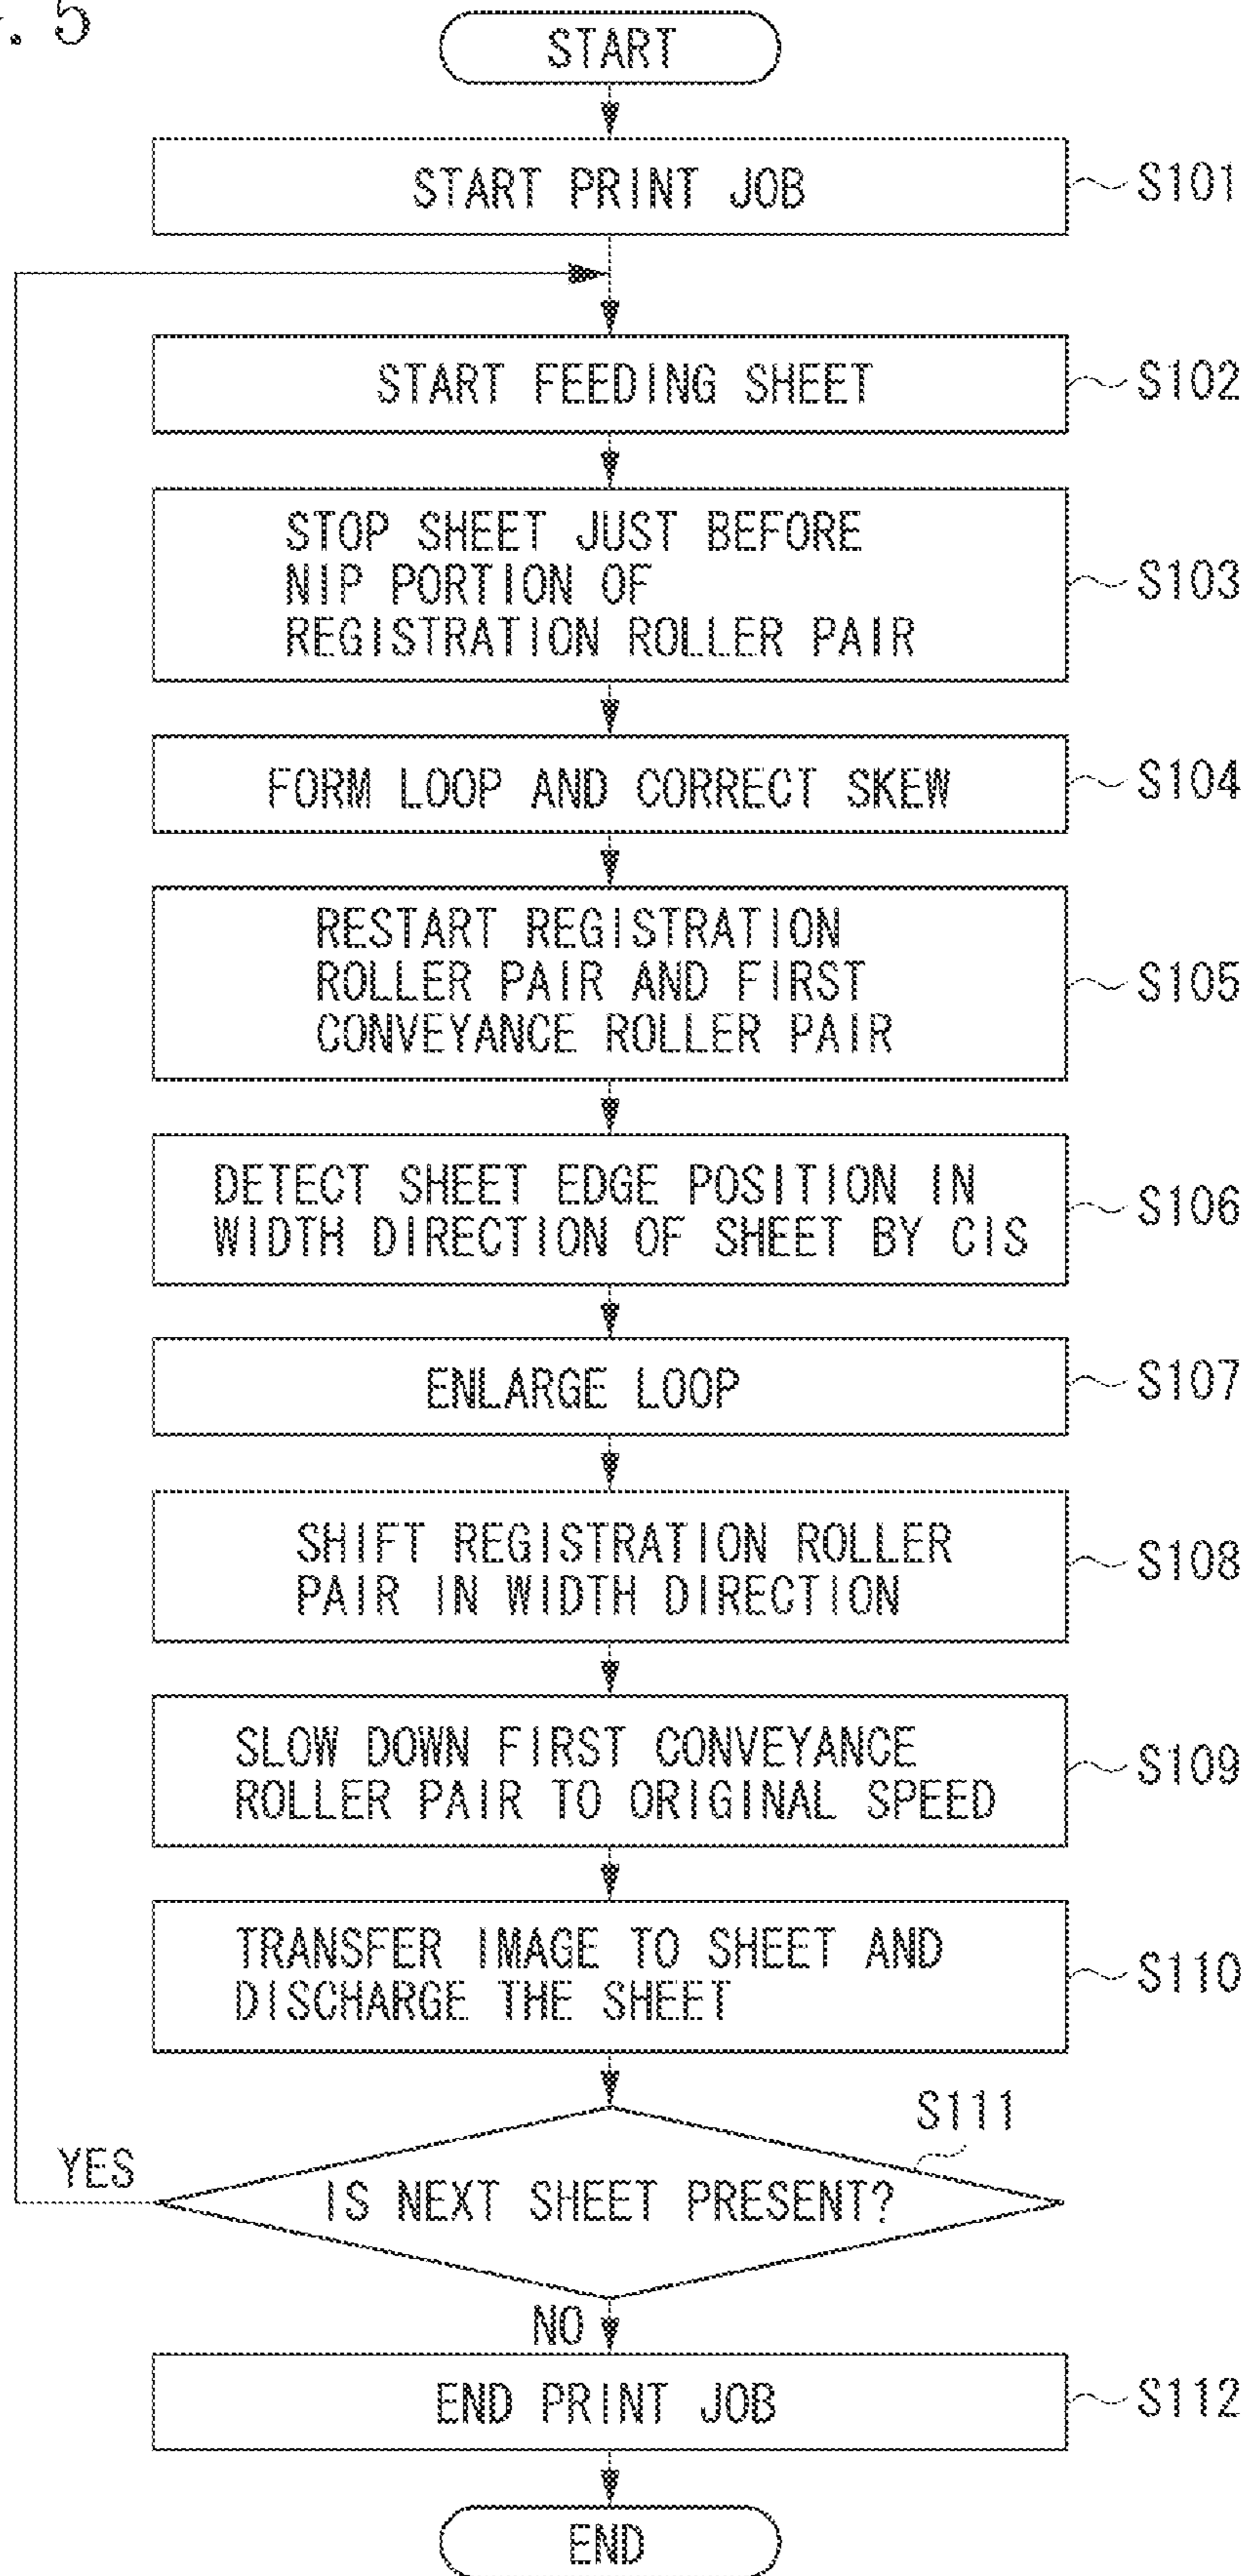 . 5
START
START PRINT JOB
S101
START FEEDING SHEET
S102
STOP SHEET JUST BEFORE
NIP PORTION OF
REGISTRATION ROLLER PAIR
S103
FORM LOOP AND CORRECT SKEW
S104
RESTART REGISTRATION
ROLLER PAIR AND FIRST
CONVEYANCE ROLLER PAIR
S105
DETECT SHEET EDGE POSITION IN
WIDTH DIRECTION OF SHEET BY CIS
S106
ENLARGE LOOP
S107
SHIFT REGISTRATION ROLLER
PAIR IN WIDTH DIRECTION
S108
SLOW DOWN FIRST CONVEYANCE
ROLLER PAIR TO ORIGINAL SPEED
S109
TRANSFER IMAGE TO SHEET AND
DISCHARGE THE SHEET
S110
S111
YES
IS NEXT SHEET PRESENT?
NO
END PRINT JOB
S112
END